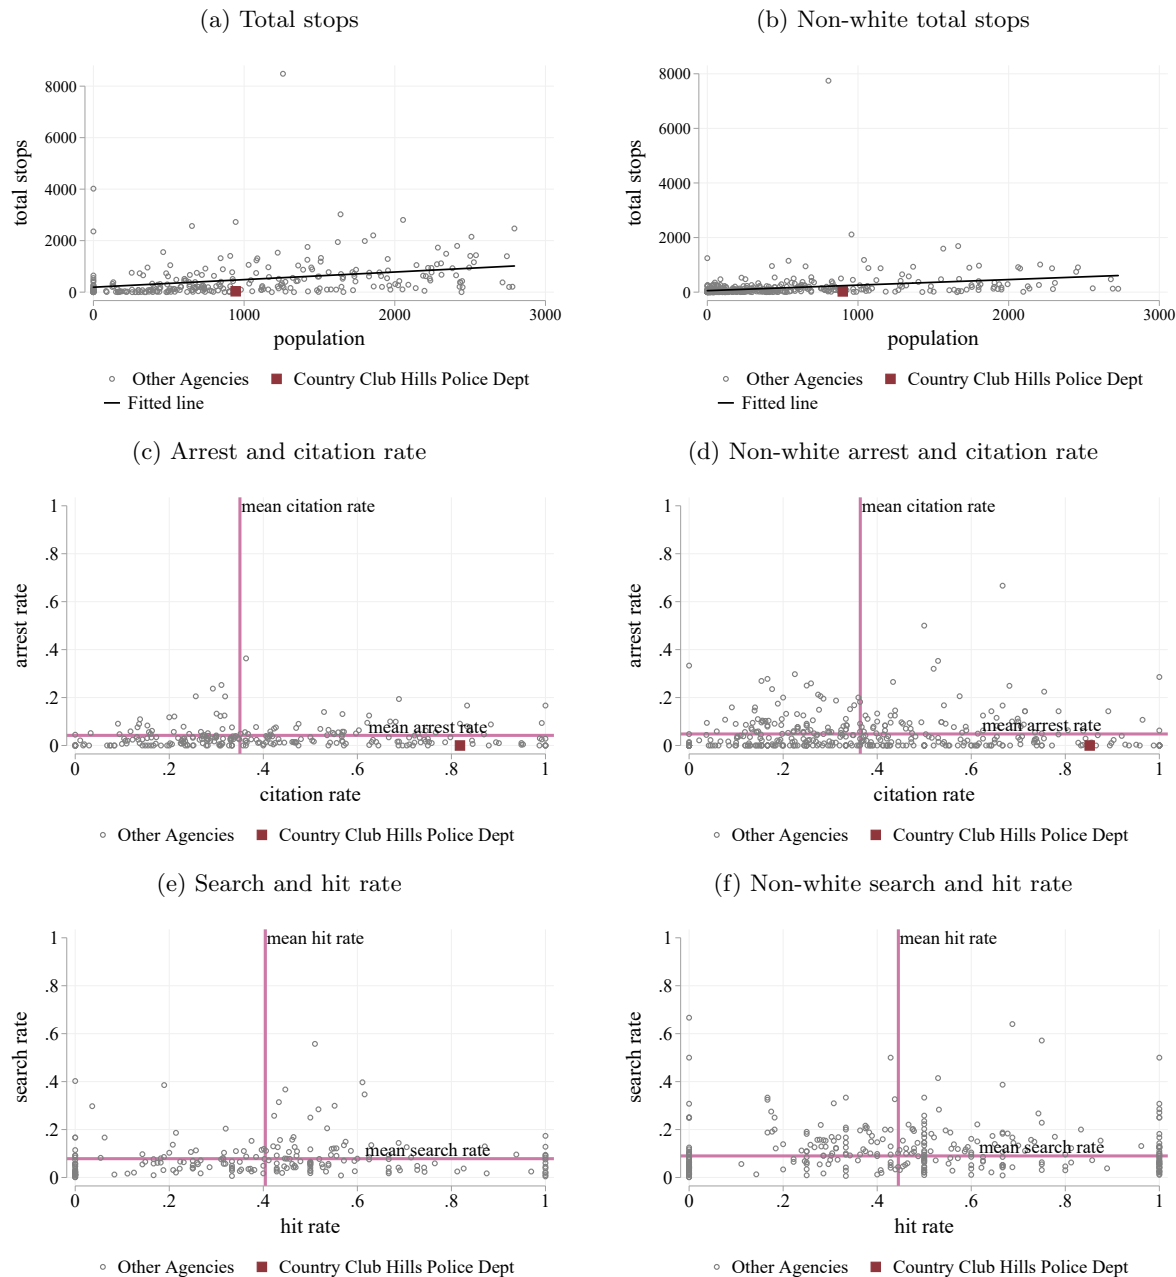 (a) Total stops
(b) Non-white total stops
8000
6000
4000
2000
0
total stops
0
1000
2000
3000
population
Other Agencies
Country Club Hills Police Dept
Fitted line
8000
6000
4000
2000
0
total stops
0
1000
2000
3000
population
Other Agencies
Country Club Hills Police Dept
Fitted line
(c) Arrest and citation rate
(d) Non-white arrest and citation rate
1
.8
.6
.4
.2
0
arrest rate
mean citation rate
mean arrest rate
0
.2
.4
.6
.8
1
citation rate
Other Agencies
Country Club Hills Police Dept
1
.8
.6
.4
.2
0
arrest rate
mean citation rate
mean arrest rate
0
.2
.4
.6
.8
1
citation rate
Other Agencies
Country Club Hills Police Dept
(e) Search and hit rate
(f) Non-white search and hit rate
1
.8
.6
.4
.2
0
search rate
mean hit rate
mean search rate
0
.2
.4
.6
.8
1
hit rate
Other Agencies
Country Club Hills Police Dept
1
.8
.6
.4
.2
0
search rate
mean hit rate
mean search rate
0
.2
.4
.6
.8
1
hit rate
Other Agencies
Country Club Hills Police Dept